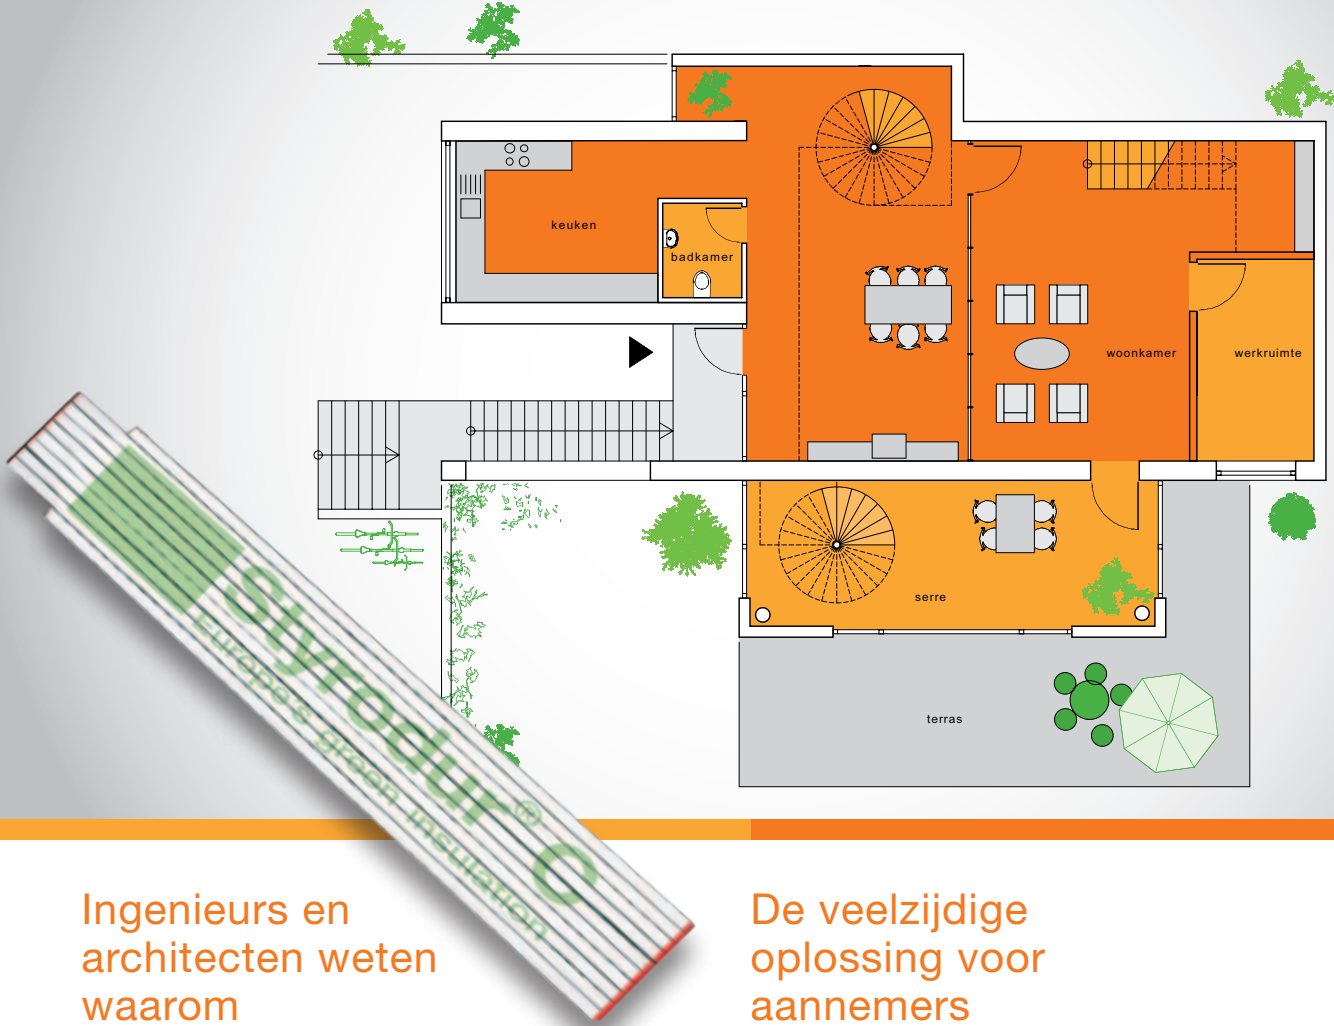 keuken
badkamer
woonkamer
werkruimte
serre
terras
Styrodur® C
Europe's green insulation
Ingenieurs en
architecten weten
waarom
De veelzijdige
oplossing voor
aannemers